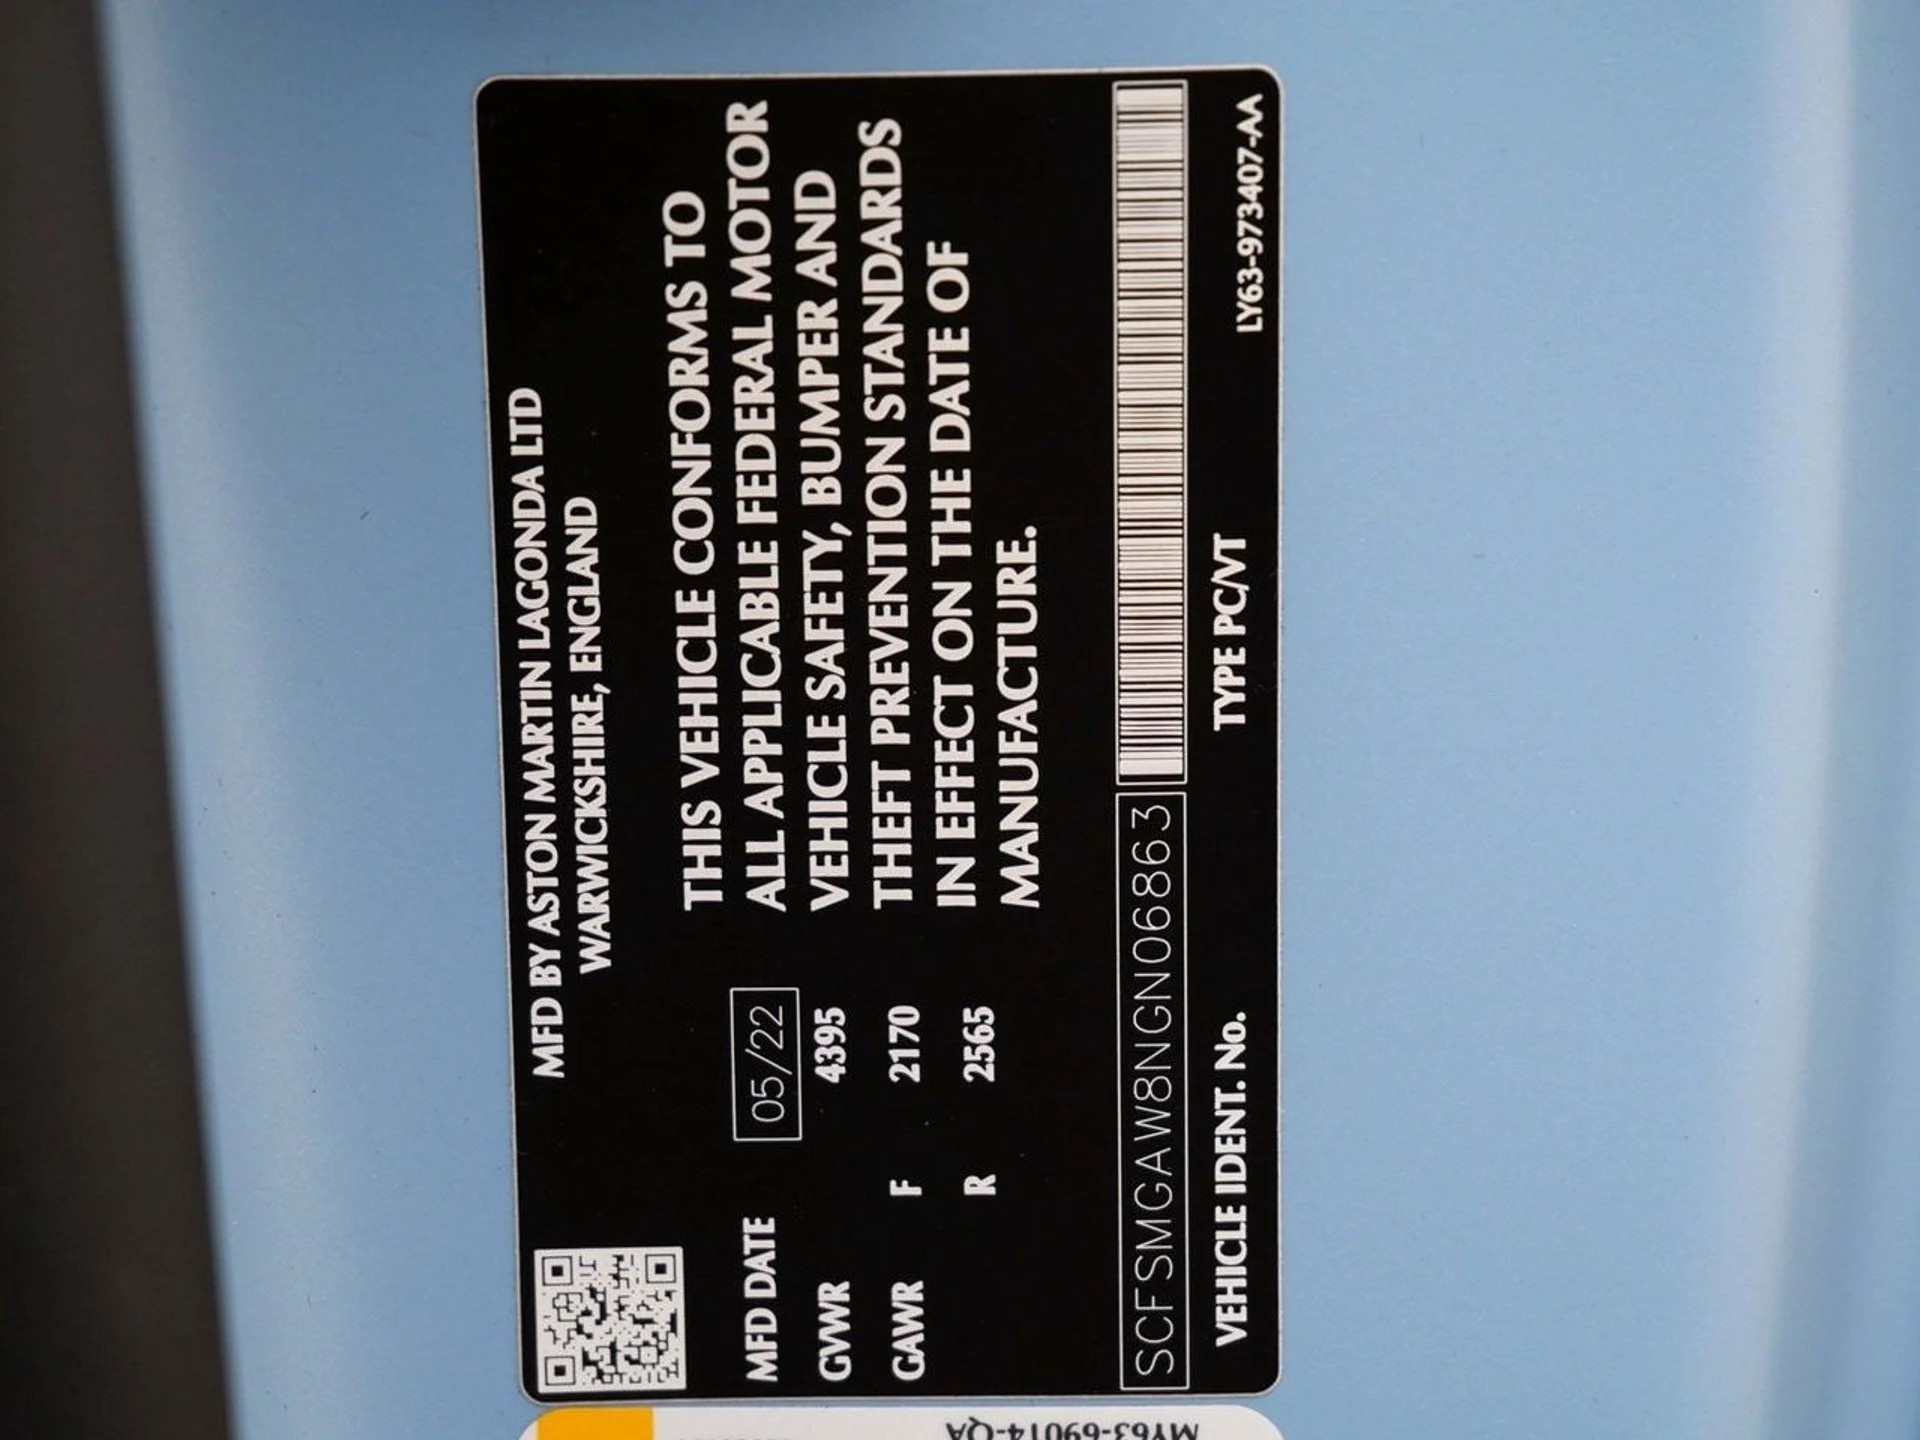 MFD BY ASTON MARTIN LAGONDA LTD
WARWICKSHIRE, ENGLAND
MFD DATE 05/22
GVWR 4395
GAWR F 2170
R 2565
THIS VEHICLE CONFORMS TO
ALL APPLICABLE FEDERAL MOTOR
VEHICLE SAFETY, BUMPER AND
THEFT PREVENTION STANDARDS
IN EFFECT ON THE DATE OF
MANUFACTURE.
SCFSMGAW8NGN06863
VEHICLE IDENT. No. TYPE PC/VT LY63-973407-AA
MY63-69014-QA